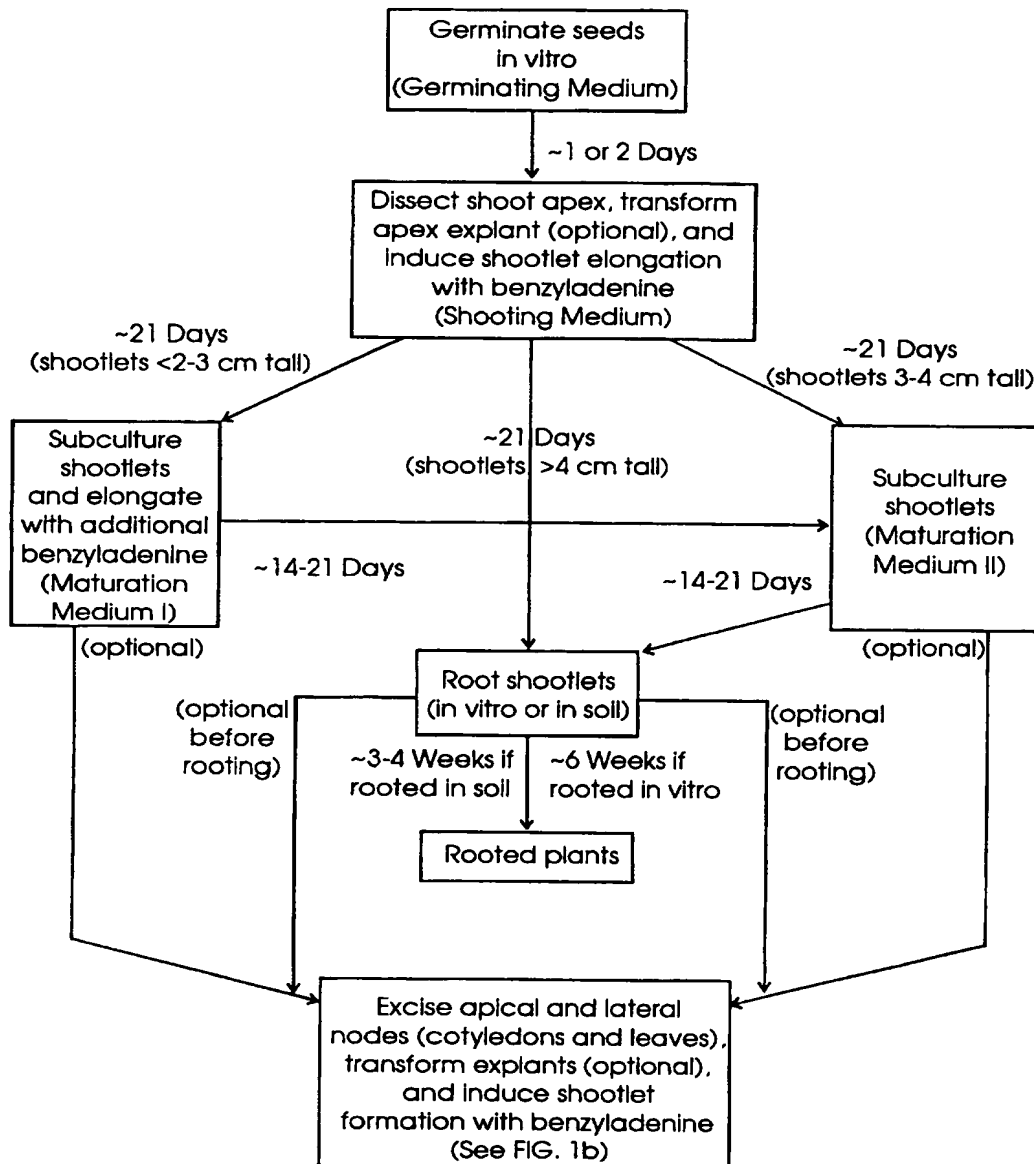 Germinate seeds
in vitro
(Germinating Medium)
~1 or 2 Days
Dissect shoot apex, transform
apex explant (optional), and
induce shootlet elongation
with benzyladenine
(Shooting Medium)
~21 Days
(shootlets <2-3 cm tall)
~21 Days
(shootlets 3-4 cm tall)
~21 Days
(shootlets, >4 cm tall)
Subculture
shootlets
and elongate
with additional
benzyladenine
(Maturation
Medium I)
Subculture
shootlets
(Maturation
Medium II)
~14-21 Days
~14-21 Days
(optional)
(optional)
Root shootlets
(in vitro or in soil)
(optional
before
rooting)
(optional
before
rooting)
~3-4 Weeks if
rooted in soil
~6 Weeks if
rooted in vitro
Rooted plants
Excise apical and lateral
nodes (cotyledons and leaves),
transform explants (optional),
and induce shootlet
formation with benzyladenine
(See FIG. 1b)